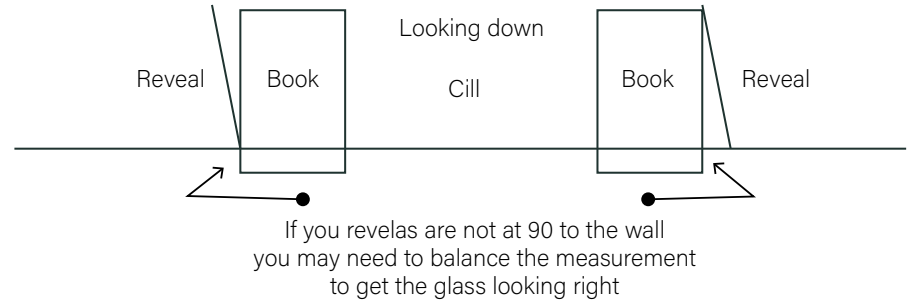 Looking down
Reveal
Book
Cill
Book
Reveal
If you revelas are not at 90 to the wall
you may need to balance the measurement
to get the glass looking right